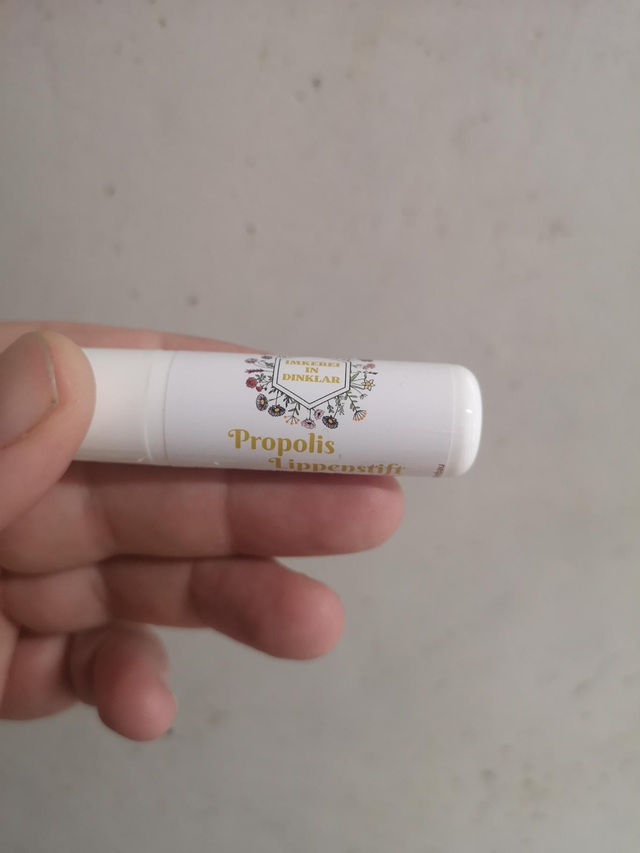 IMKEREI
IN
DINKLAR
Propolis
Lippenstift